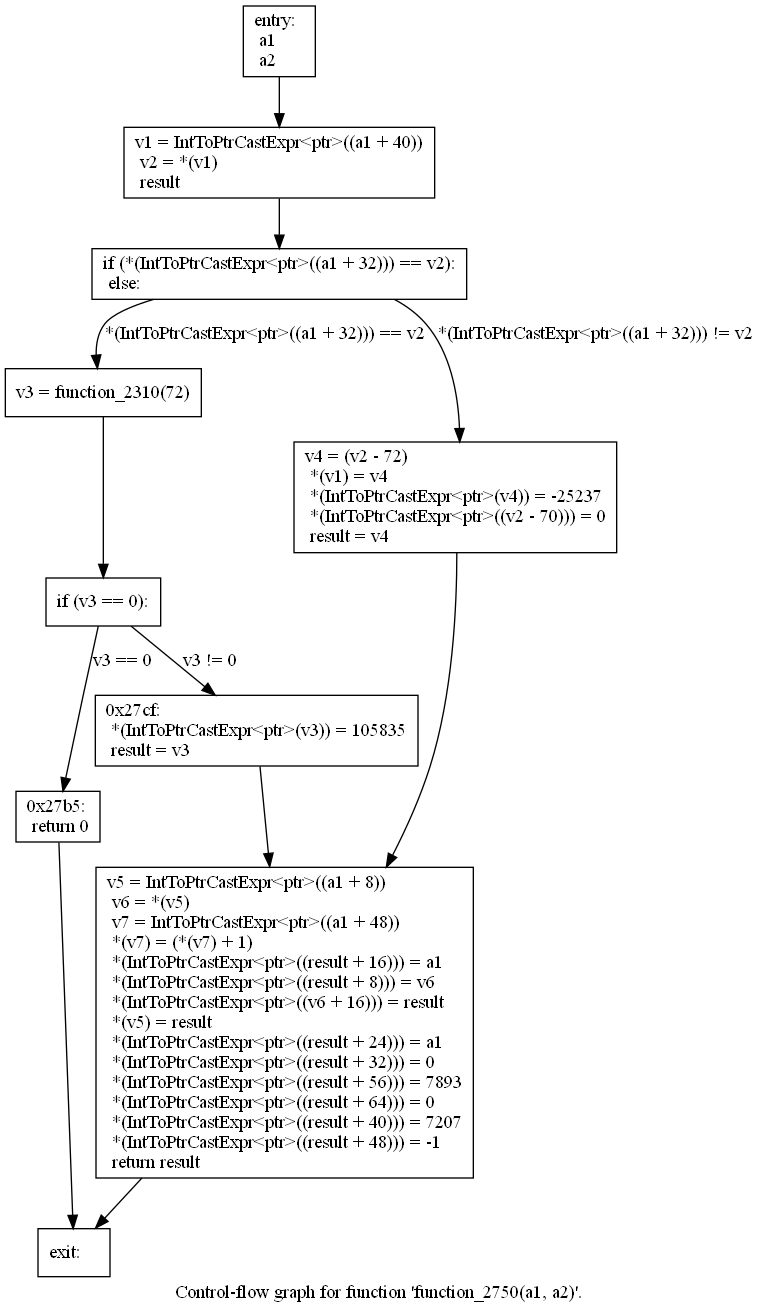 entry:
a1
a2
v1 = IntToPtrCastExpr<ptr>((a1 + 40))
v2 = *(v1)
result
if (*(IntToPtrCastExpr<ptr>((a1 + 32))) == v2):
else:
*(IntToPtrCastExpr<ptr>((a1 + 32))) == v2
*(IntToPtrCastExpr<ptr>((a1 + 32))) != v2
v3 = function_2310(72)
v4 = (v2 - 72)
*(v1) = v4
*(IntToPtrCastExpr<ptr>(v4)) = -25237
*(IntToPtrCastExpr<ptr>((v2 - 70))) = 0
result = v4
if (v3 == 0):
v3 == 0
v3 != 0
0x27cf:
*(IntToPtrCastExpr<ptr>(v3)) = 105835
result = v3
0x27b5:
return 0
v5 = IntToPtrCastExpr<ptr>((a1 + 8))
v6 = *(v5)
v7 = IntToPtrCastExpr<ptr>((a1 + 48))
*(v7) = (*(v7) + 1)
*(IntToPtrCastExpr<ptr>((result + 16))) = a1
*(IntToPtrCastExpr<ptr>((result + 8))) = v6
*(IntToPtrCastExpr<ptr>((v6 + 16))) = result
*(v5) = result
*(IntToPtrCastExpr<ptr>((result + 24))) = a1
*(IntToPtrCastExpr<ptr>((result + 32))) = 0
*(IntToPtrCastExpr<ptr>((result + 56))) = 7893
*(IntToPtrCastExpr<ptr>((result + 64))) = 0
*(IntToPtrCastExpr<ptr>((result + 40))) = 7207
*(IntToPtrCastExpr<ptr>((result + 48))) = -1
return result
exit:
Control-flow graph for function 'function_2750(a1, a2)'.